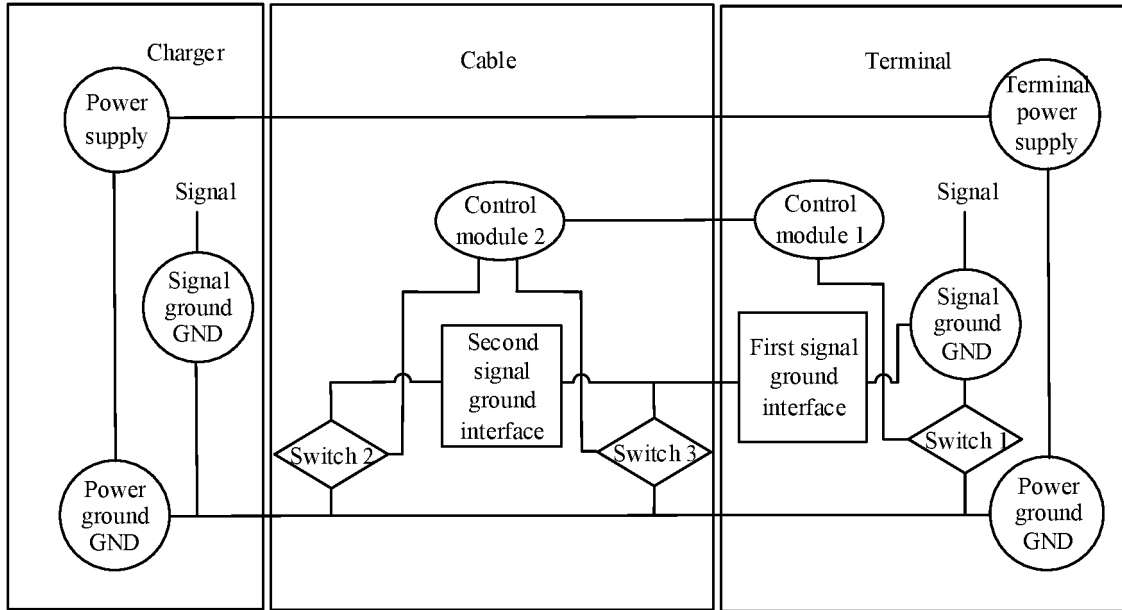 Charger
Cable
Terminal
Power
supply
Terminal
power
supply
Signal
Control
module 2
Control
module 1
Signal
Signal
ground
GND
Second
signal
ground
interface
First signal
ground
interface
Signal
ground
GND
Switch 2
Switch 3
Switch 1
Power
ground
GND
Power
ground
GND